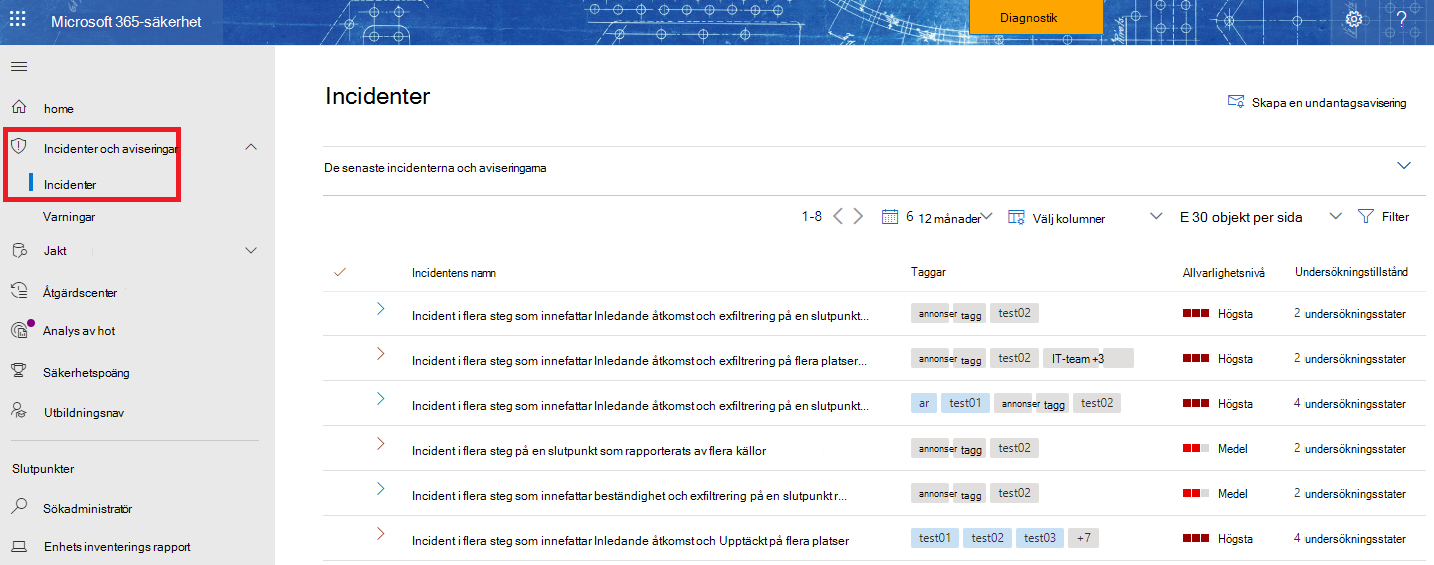 Microsoft 365-säkerhet
Diagnostik
?
home
Incidenter och aviseringar
Incidenter
Varningar
Jakt
Åtgärdscenter
Analys av hot
Säkerhetspoäng
Utbildningsnav
Slutpunkter
Sökadministratör
Enhets inventerings rapport
Incidenter
Skapa en undantagsavisering
De senaste incidenterna och aviseringarna
1-8 6 12 månader Välj kolumner E 30 objekt per sida Filter
Incidentens namn Taggar Allvarlighetsnivå Undersökningstillstånd
Incident i flera steg som innefattar Inledande åtkomst och exfiltrering på en slutpunkt... annonser tagg test02 Högsta 2 undersökningsstater
Incident i flera steg som innefattar Inledande åtkomst och exfiltrering på flera platser... annonser tagg test02 IT-team +3 Högsta 2 undersökningsstater
Incident i flera steg som innefattar Inledande åtkomst och exfiltrering på en slutpunkt... ar test01 annonser tagg test02 Högsta 4 undersökningsstater
Incident i flera steg på en slutpunkt som rapporterats av flera källor annonser tagg test02 Medel 2 undersökningsstater
Incident i flera steg som innefattar beständighet och exfiltrering på en slutpunkt r... annonser tagg test02 Medel 2 undersökningsstater
Incident i flera steg som innefattar Inledande åtkomst och Upptäckt på flera platser test01 test02 test03 +7 Högsta 4 undersökningsstater